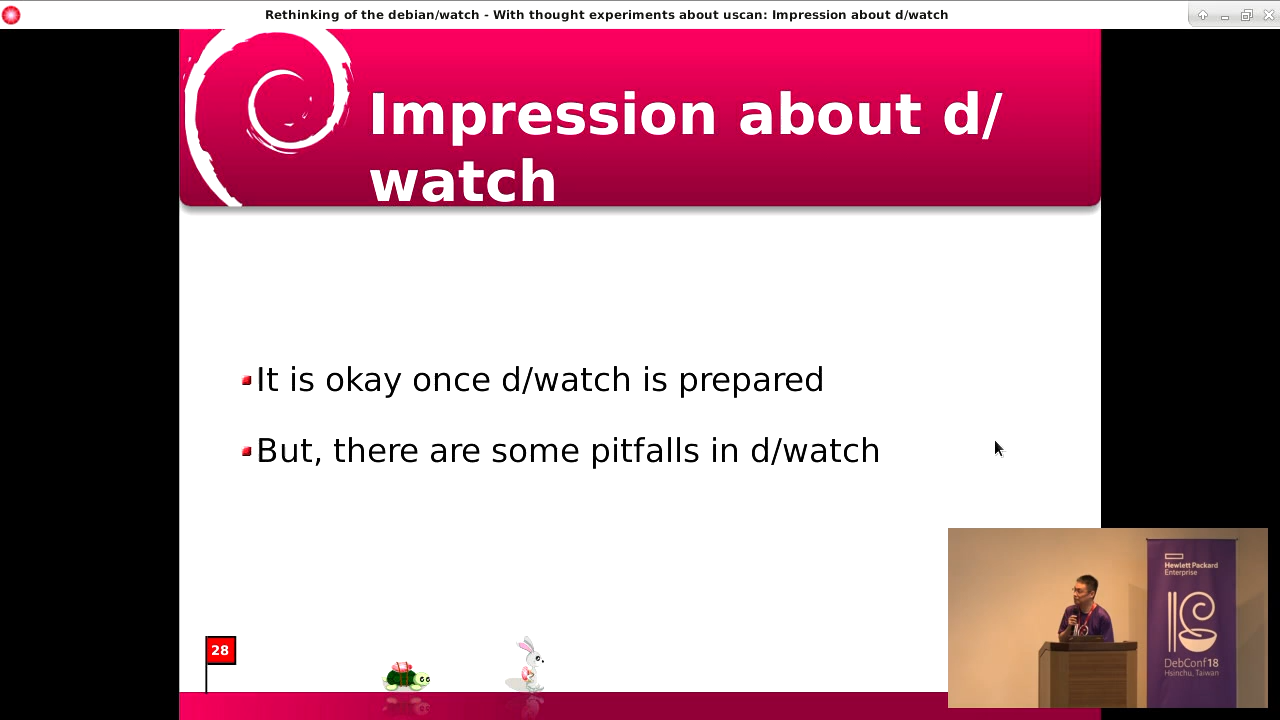 Rethinking of the debian/watch - With thought experiments about uscan: Impression about d/watch
Impression about d/
watch
It is okay once d/watch is prepared
But, there are some pitfalls in d/watch
28
Hewlett Packard
Enterprise
DebConf18
Hsinchu, Taiwan